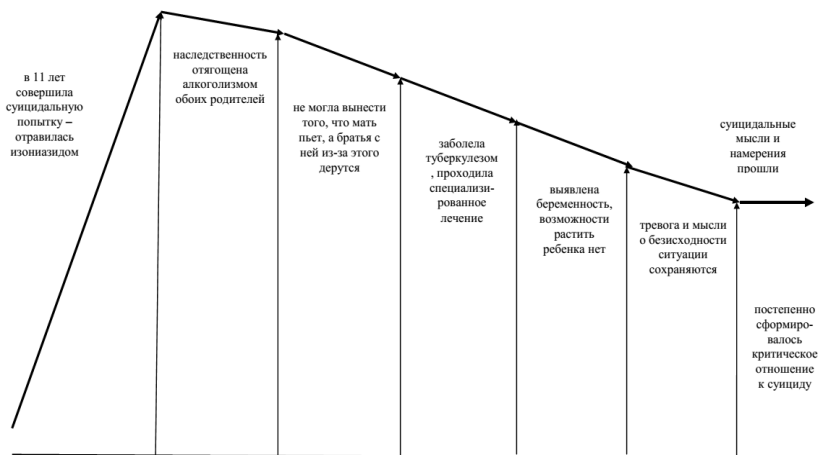 в 11 лет
совершила
суицидальную
попытку –
отравилась
изониазидом
наследственность
отягощена
алкоголизмом
обоих родителей
не могла вынести
того, что мать
пьет, а братья с
ней из-за этого
дерутся
заболела
туберкулезом
, проходила
специализи-
рованное
лечение
выявлена
беременность,
возможности
растить
ребенка нет
тревога и мысли
о безисходности
ситуации
сохраняются
суицидальные
мысли и
намерения
прошли
постепенно
сформиро-
валось
критическое
отношение
к суициду